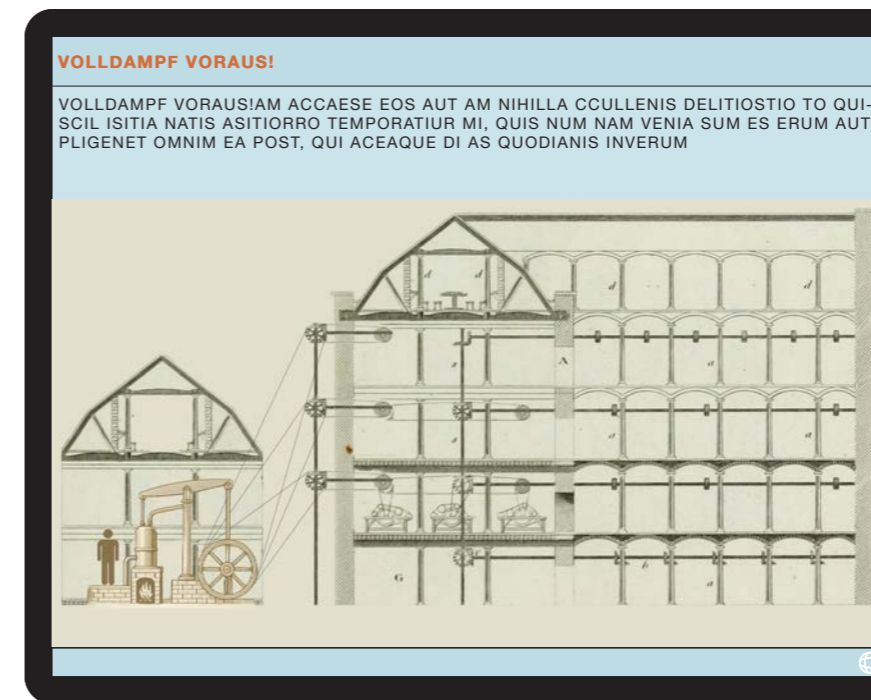 VOLLDAMPF VORAUS!
VOLLDAMPF VORAUS!AM ACCAESE EOS AUT AM NIHILLA CCULLENIS DELITIOSTIO TO QUI-
SCIL ISITIA NATIS ASITIORRO TEMPORATIUR MI, QUIS NUM NAM VENIA SUM ES ERUM AUT
PLIGENET OMNIM EA POST, QUI ACEAQUE DI AS QUODIANIS INVERUM
d d d d
s A a
s a a
G b a